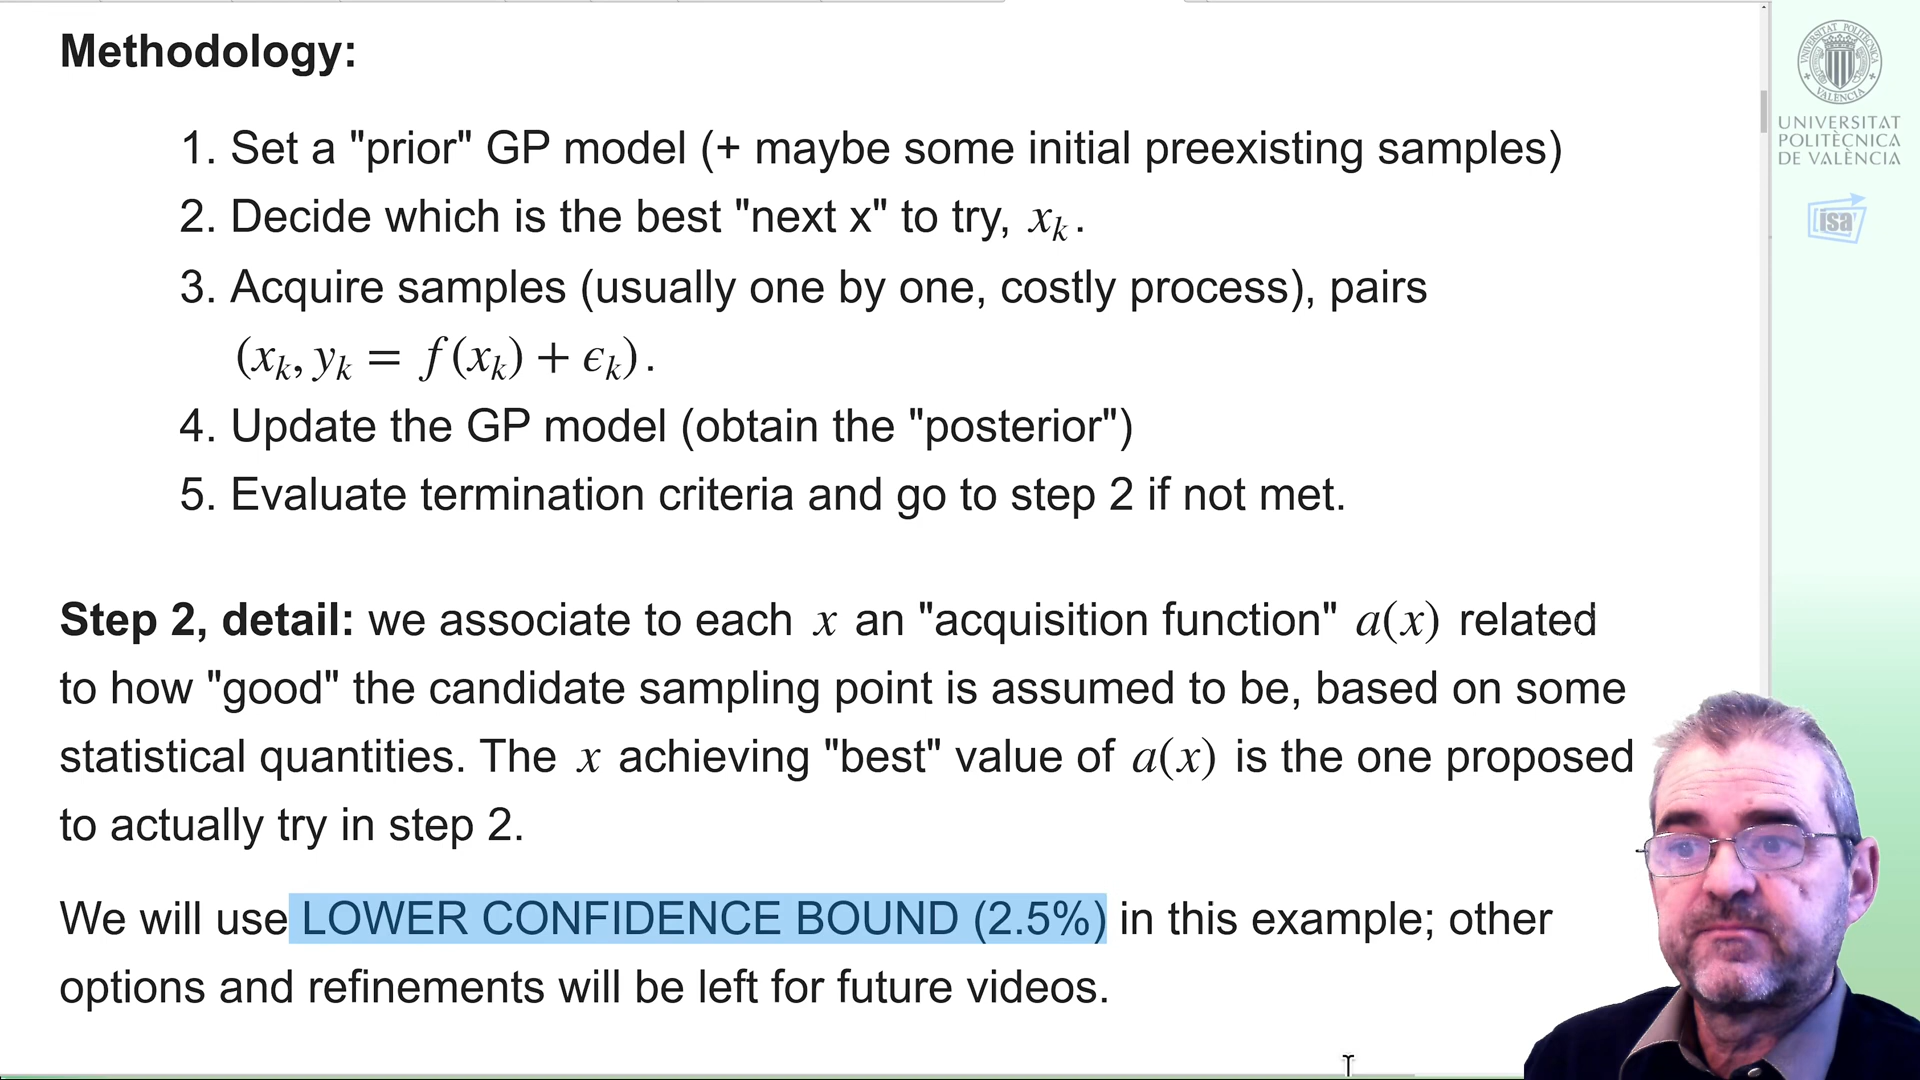 Methodology:
1. Set a "prior" GP model (+ maybe some initial preexisting samples)
2. Decide which is the best "next x" to try, x_k.
3. Acquire samples (usually one by one, costly process), pairs
(x_k, y_k = f(x_k) + ϵ_k).
4. Update the GP model (obtain the "posterior")
5. Evaluate termination criteria and go to step 2 if not met.
Step 2, detail: we associate to each x an "acquisition function" a(x) related
to how "good" the candidate sampling point is assumed to be, based on some
statistical quantities. The x achieving "best" value of a(x) is the one proposed
to actually try in step 2.
We will use LOWER CONFIDENCE BOUND (2.5%) in this example; other
options and refinements will be left for future videos.
UNIVERSITAT
POLITÈCNICA
DE VALÈNCIA
isa